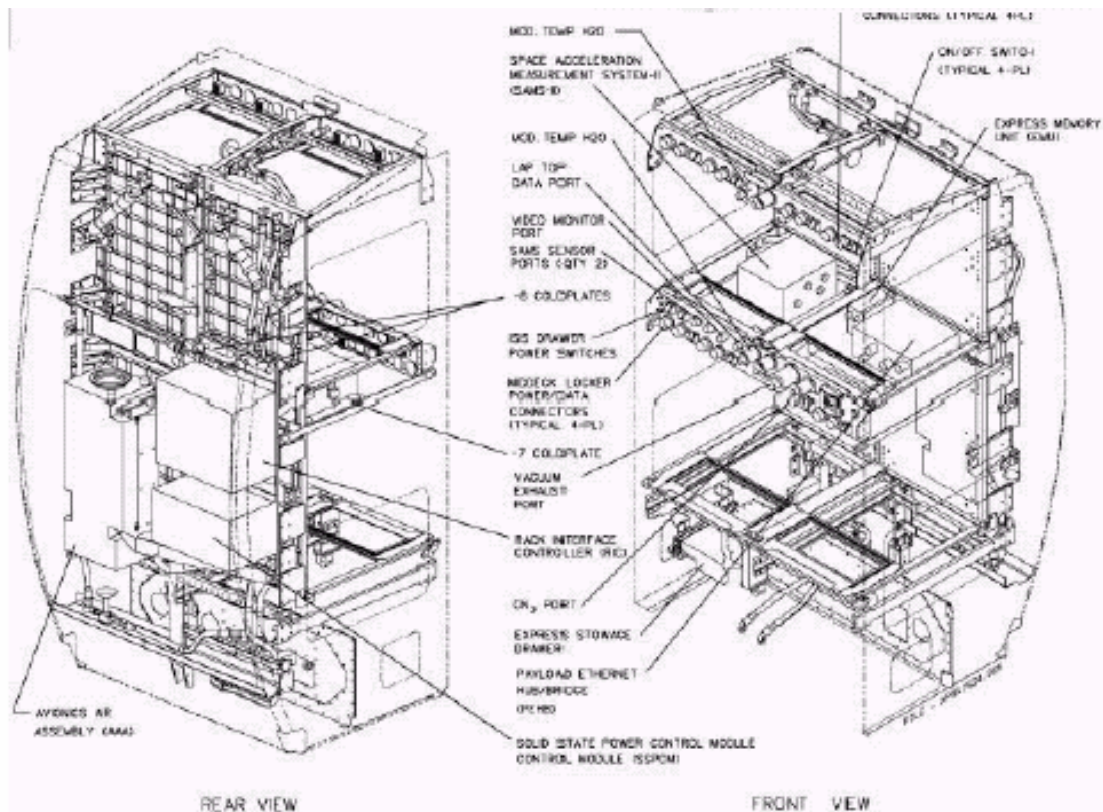 CONNECTIONS (TYPICAL 4-PL)
ON/OFF SWITCH
(TYPICAL 4-PL)
EXPRESS MEMORY
UNIT (EMU)
MOD. TEMP H2O
SPACE ACCELERATION
MEASUREMENT SYSTEM-II
(SAMS-II)
MOD. TEMP H2O
LAP TOP
DATA PORT
VIDEO MONITOR
PORT
SAMS SENSOR
PORTS (QTY 2)
-8 COLDPLATES
ISIS DRAWER
POWER SWITCHES
MIDDECK LOCKER
POWER/DATA
CONNECTORS
(TYPICAL 4-PL)
-7 COLDPLATE
VACUUM
EXHAUST
PORT
RACK INTERFACE
CONTROLLER (RIC)
GN2 PORT
EXPRESS STOWAGE
DRAWER
PAYLOAD ETHERNET
HUB/BRIDGE
(PEHB)
AVIONICS AIR
ASSEMBLY (AAA)
SOLID STATE POWER CONTROL MODULE
CONTROL MODULE (SSPCM)
REAR VIEW
FRONT VIEW